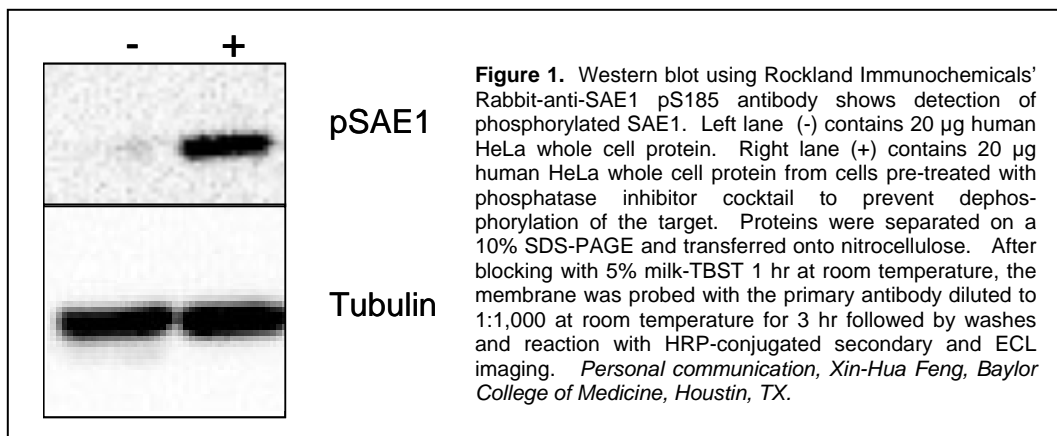 - +
pSAE1
Tubulin
Figure 1. Western blot using Rockland Immunochemicals'
Rabbit-anti-SAE1 pS185 antibody shows detection of
phosphorylated SAE1. Left lane (-) contains 20 µg human
HeLa whole cell protein. Right lane (+) contains 20 µg
human HeLa whole cell protein from cells pre-treated with
phosphatase inhibitor cocktail to prevent dephos-
phorylation of the target. Proteins were separated on a
10% SDS-PAGE and transferred onto nitrocellulose. After
blocking with 5% milk-TBST 1 hr at room temperature, the
membrane was probed with the primary antibody diluted to
1:1,000 at room temperature for 3 hr followed by washes
and reaction with HRP-conjugated secondary and ECL
imaging. Personal communication, Xin-Hua Feng, Baylor
College of Medicine, Houstin, TX.